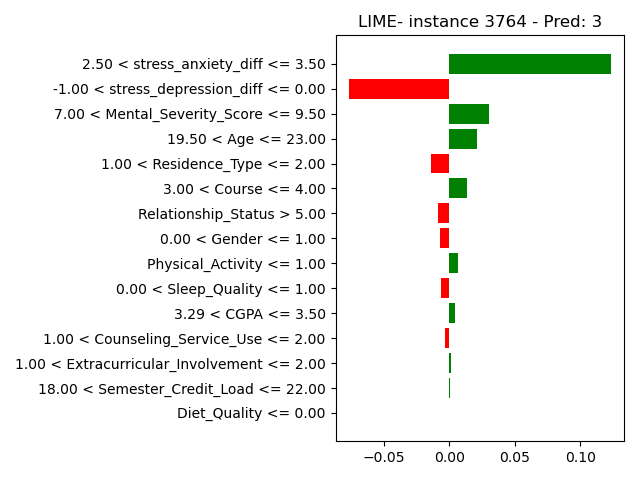 LIME- instance 3764 - Pred: 3
2.50 < stress_anxiety_diff <= 3.50
-1.00 < stress_depression_diff <= 0.00
7.00 < Mental_Severity_Score <= 9.50
19.50 < Age <= 23.00
1.00 < Residence_Type <= 2.00
3.00 < Course <= 4.00
Relationship_Status > 5.00
0.00 < Gender <= 1.00
Physical_Activity <= 1.00
0.00 < Sleep_Quality <= 1.00
3.29 < CGPA <= 3.50
1.00 < Counseling_Service_Use <= 2.00
1.00 < Extracurricular_Involvement <= 2.00
18.00 < Semester_Credit_Load <= 22.00
Diet_Quality <= 0.00
−0.05 0.00 0.05 0.10